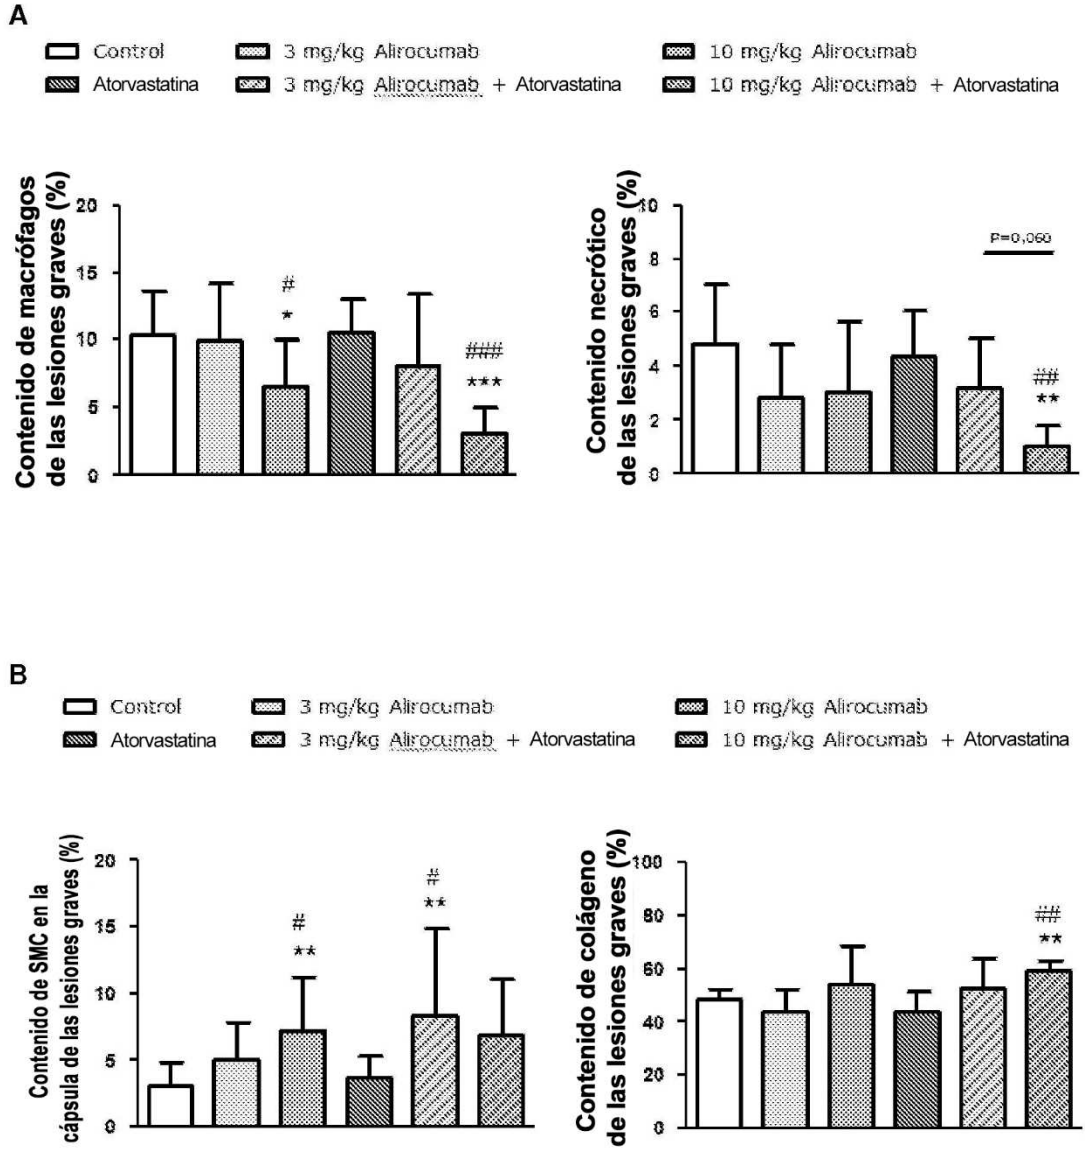 A
Control
3 mg/kg Alirocumab
10 mg/kg Alirocumab
Atorvastatina
3 mg/kg Alirocumab + Atorvastatina
10 mg/kg Alirocumab + Atorvastatina
Contenido de macrófagos
de las lesiones graves (%)
20
15
10
5
0
#
*
###
***
Contenido necrótico
de las lesiones graves (%)
10
8
6
4
2
0
P=0,060
##
**
B
Control
3 mg/kg Alirocumab
10 mg/kg Alirocumab
Atorvastatina
3 mg/kg Alirocumab + Atorvastatina
10 mg/kg Alirocumab + Atorvastatina
Contenido de SMC en la
cápsula de las lesiones graves (%)
20
15
10
5
0
#
**
#
**
Contenido de colágeno
de las lesiones graves (%)
100
80
60
40
20
0
##
**